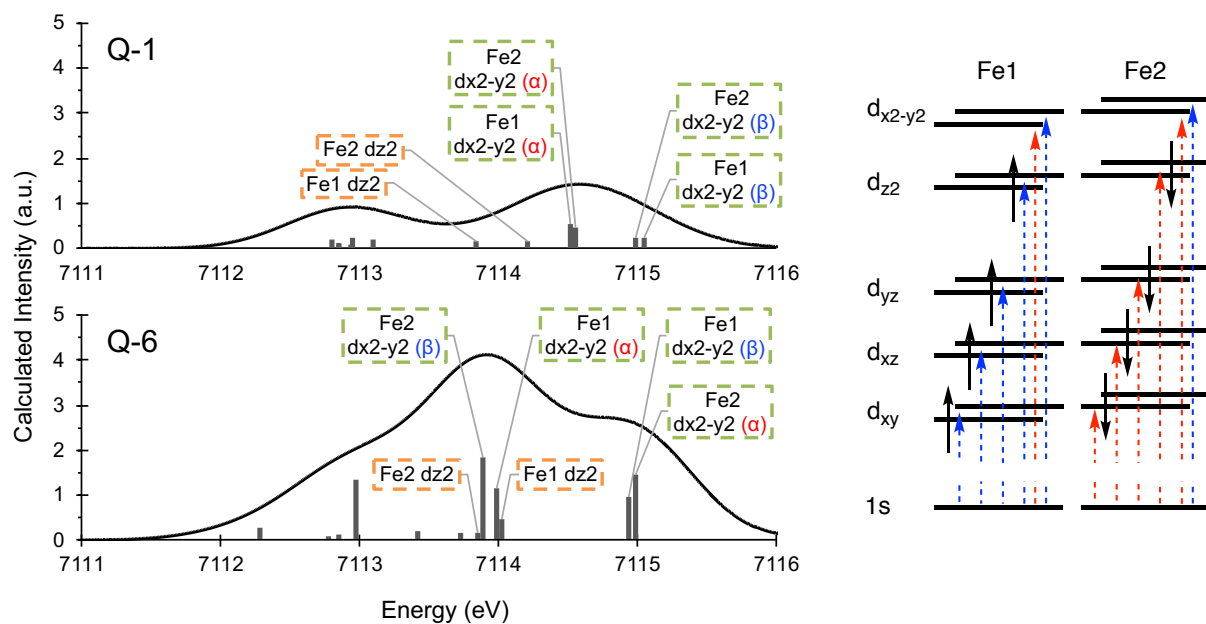 Calculated Intensity (a.u.)
Q-1
5
4
3
2
1
0
Fe2
dx2-y2 (α)
Fe1
dx2-y2 (α)
Fe2 dz2
Fe1 dz2
Fe2
dx2-y2 (β)
Fe1
dx2-y2 (β)
7111 7112 7113 7114 7115 7116
Q-6
5
4
3
2
1
0
Fe2
dx2-y2 (β)
Fe1
dx2-y2 (α)
Fe1
dx2-y2 (β)
Fe2
dx2-y2 (α)
Fe2 dz2
Fe1 dz2
7111 7112 7113 7114 7115 7116
Energy (eV)
Fe1 Fe2
dx2-y2
dz2
dyz
dxz
dxy
1s